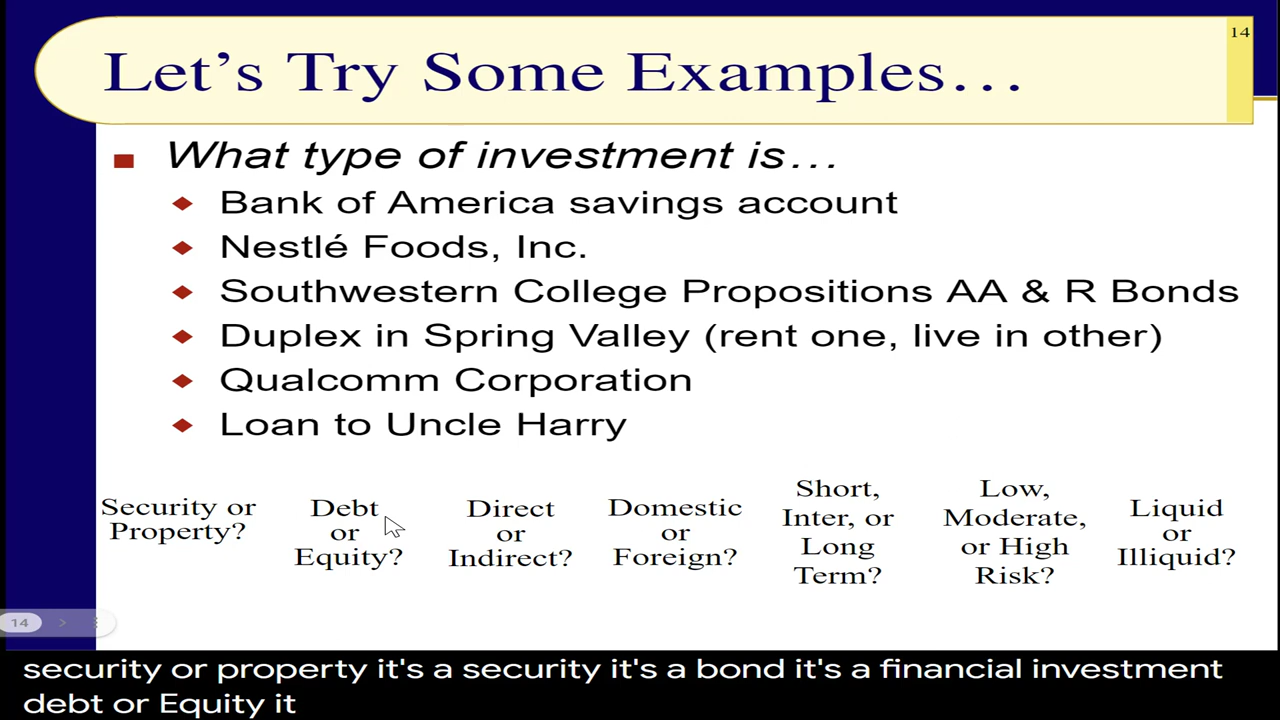 14
Let's Try Some Examples…
What type of investment is…
Bank of America savings account
Nestlé Foods, Inc.
Southwestern College Propositions AA & R Bonds
Duplex in Spring Valley (rent one, live in other)
Qualcomm Corporation
Loan to Uncle Harry
Security or
Property?
Debt
or
Equity?
Direct
or
Indirect?
Domestic
or
Foreign?
Short,
Inter, or
Long
Term?
Low,
Moderate,
or High
Risk?
Liquid
or
Illiquid?
14
security or property it's a security it's a bond it's a financial investment
debt or Equity it